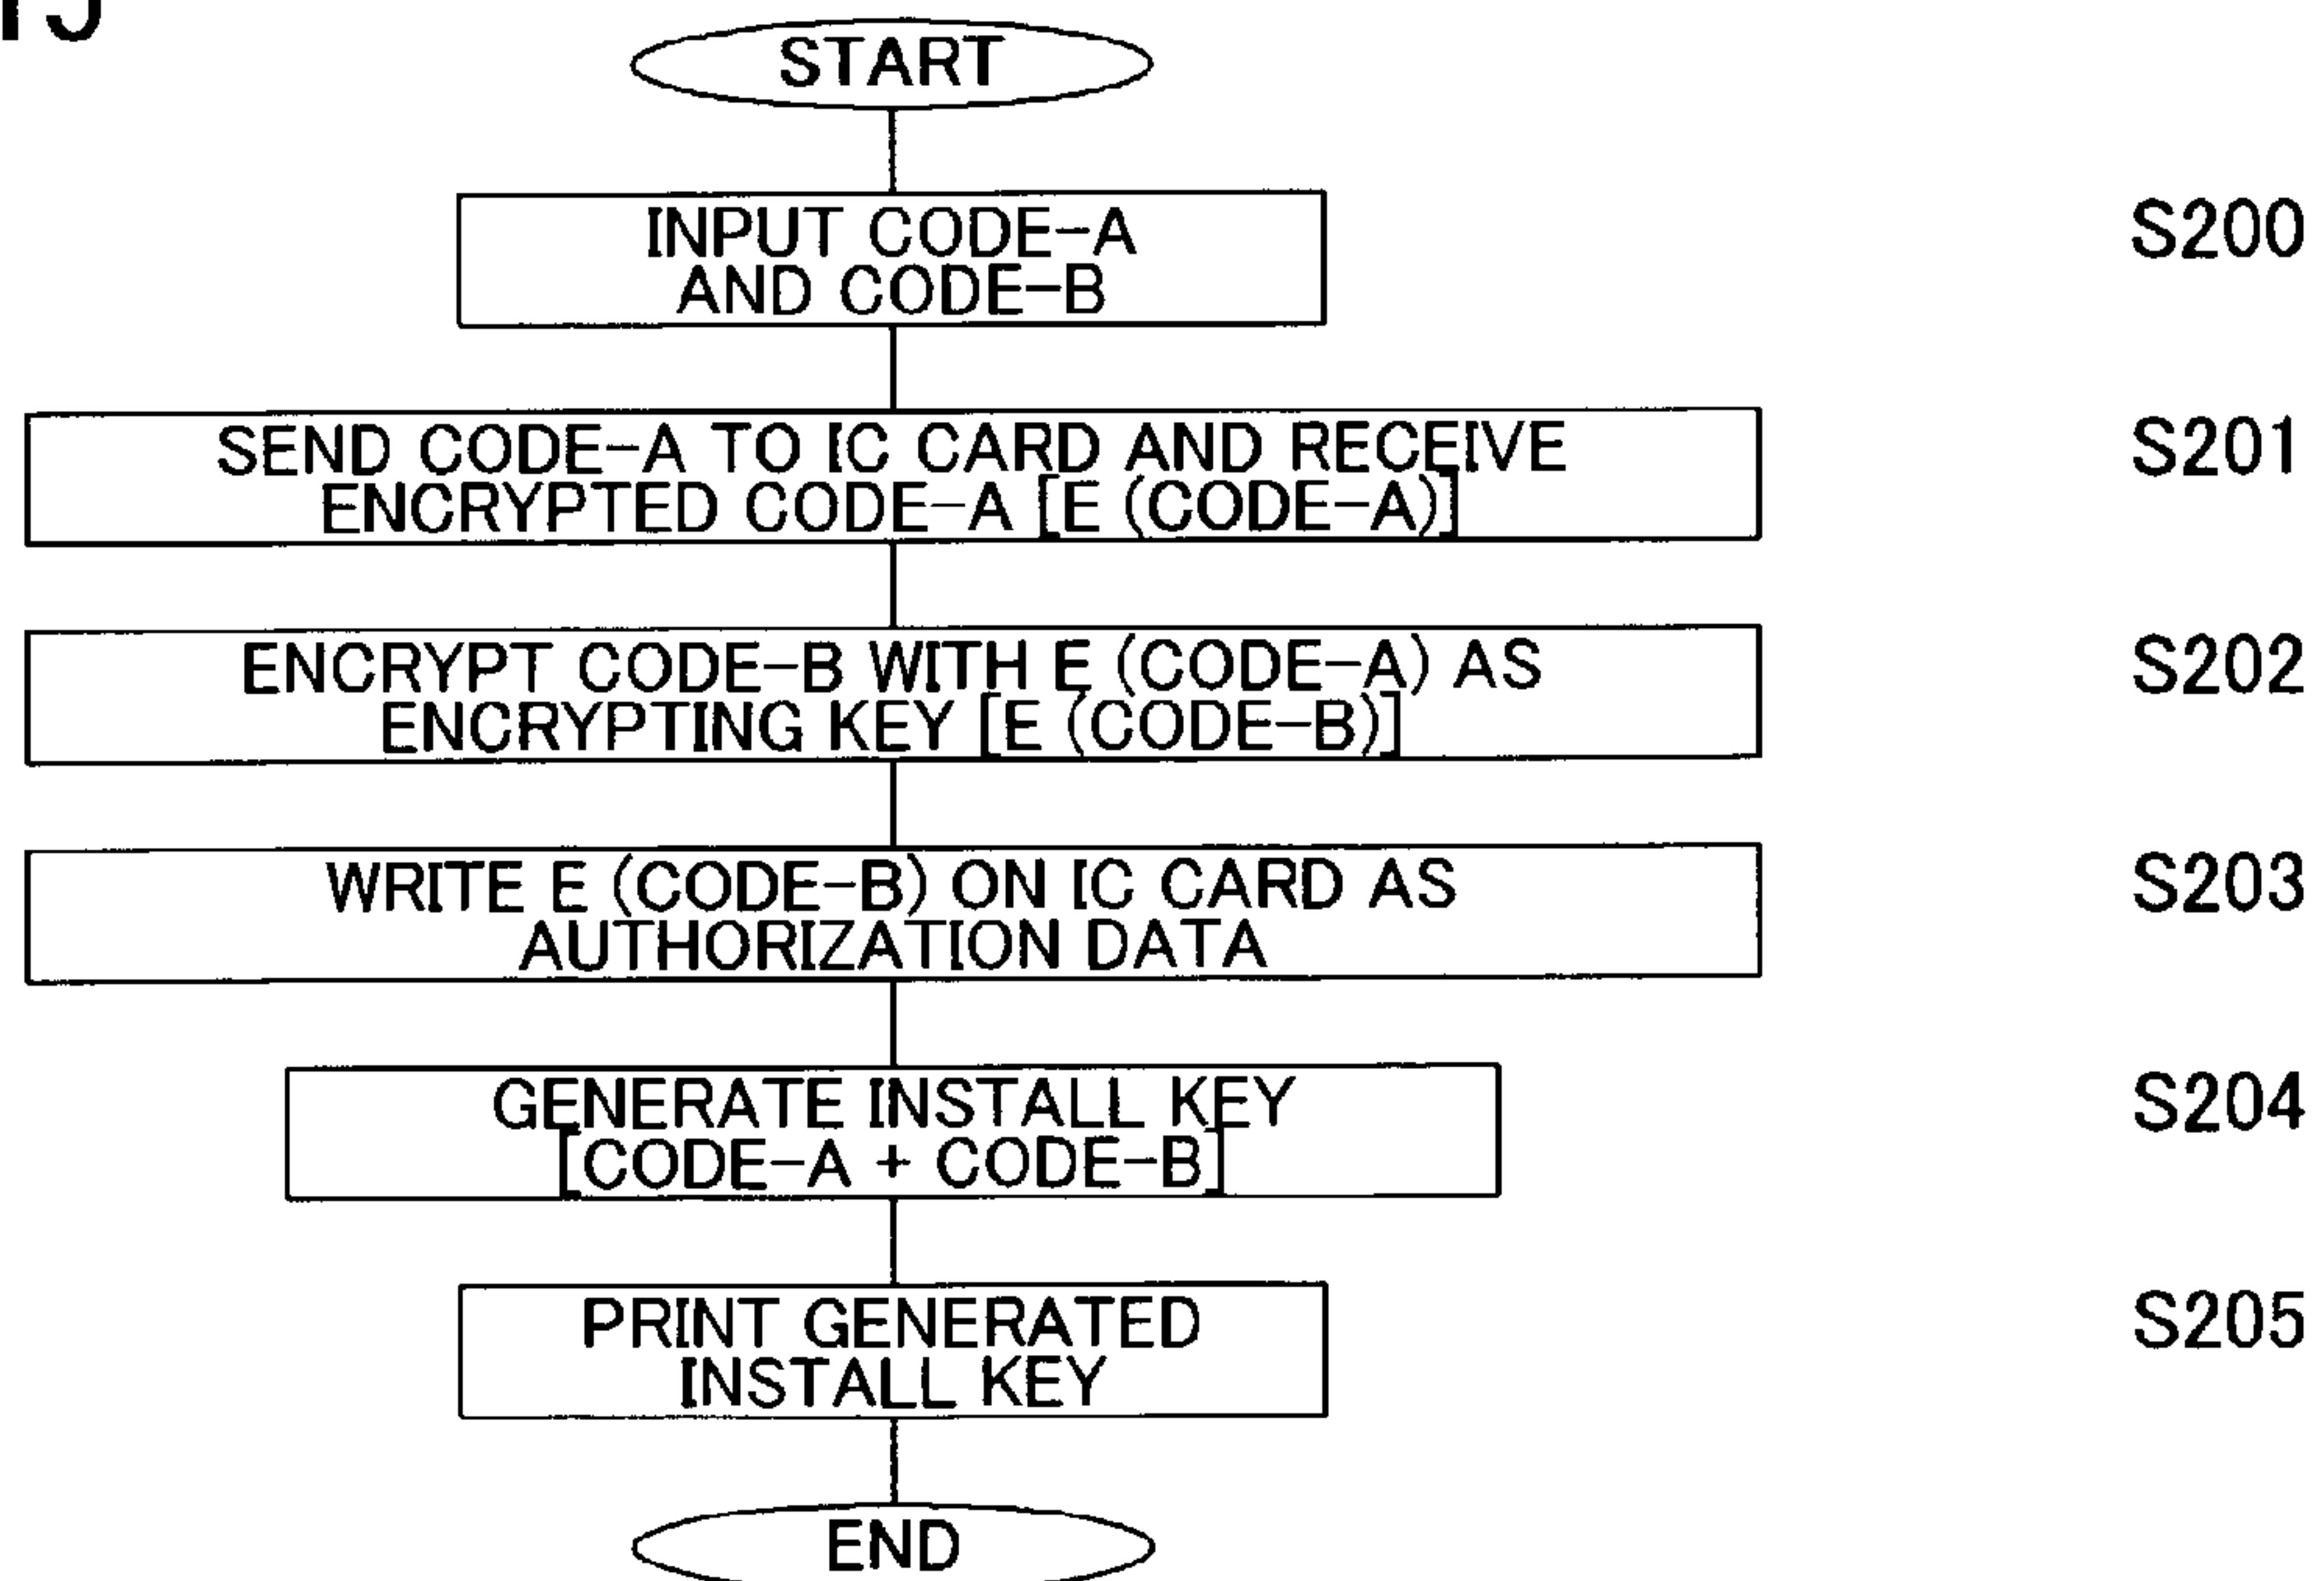 START
INPUT CODE-A
AND CODE-B
S200
SEND CODE-A TO IC CARD AND RECEIVE
ENCRYPTED CODE-A [E (CODE-A)]
S201
ENCRYPT CODE-B WITH E (CODE-A) AS
ENCRYPTING KEY [E (CODE-B)]
S202
WRITE E (CODE-B) ON IC CARD AS
AUTHORIZATION DATA
S203
GENERATE INSTALL KEY
[CODE-A + CODE-B]
S204
PRINT GENERATED
INSTALL KEY
S205
END